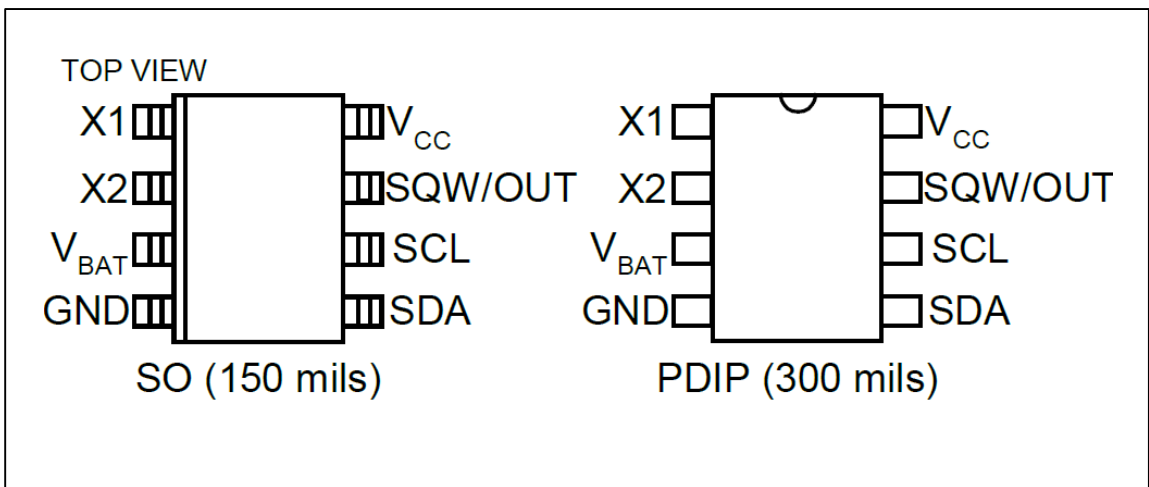 TOP VIEW
X1 VCC
X2 SQW/OUT
VBAT SCL
GND SDA
SO (150 mils)
X1 VCC
X2 SQW/OUT
VBAT SCL
GND SDA
PDIP (300 mils)